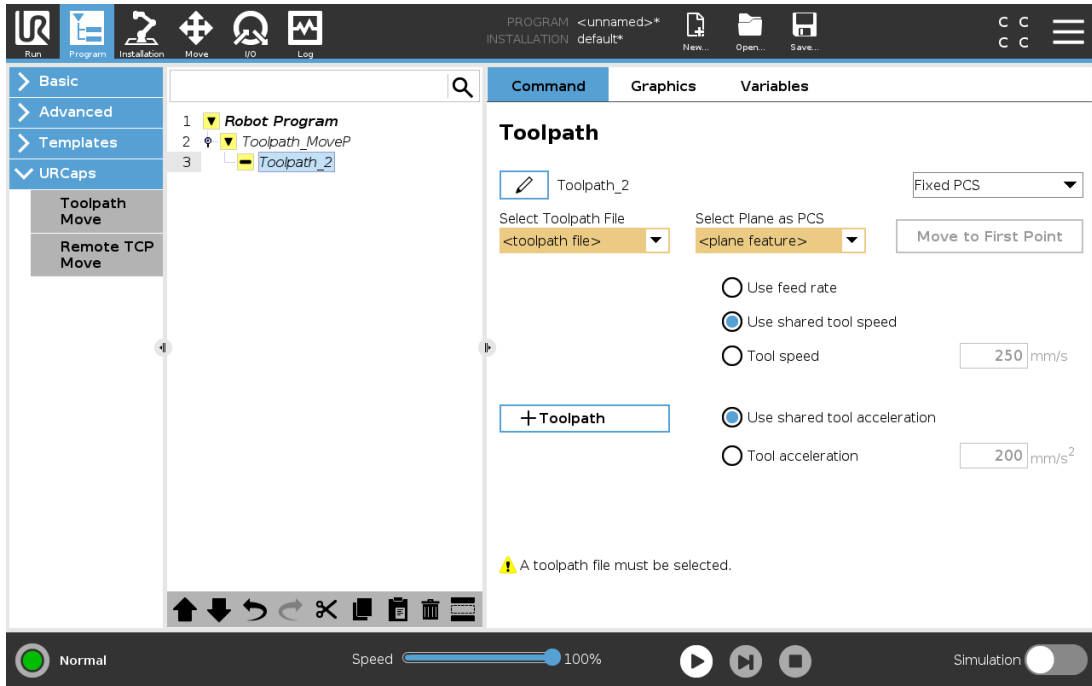 PROGRAM <unnamed>*
INSTALLATION default*
UR
Run
Program
Installation
Move
I/O
Log
New...
Open...
Save...
C C
C C
Basic
Advanced
Templates
URCaps
Toolpath
Move
Remote TCP
Move
1 Robot Program
2 Toolpath_MoveP
3 Toolpath_2
Command Graphics Variables
Toolpath
Toolpath_2
Fixed PCS
Select Toolpath File
<toolpath file>
Select Plane as PCS
<plane feature>
Move to First Point
Use feed rate
Use shared tool speed
Tool speed 250 mm/s
+Toolpath
Use shared tool acceleration
Tool acceleration 200 mm/s²
A toolpath file must be selected.
Normal
Speed 100%
Simulation